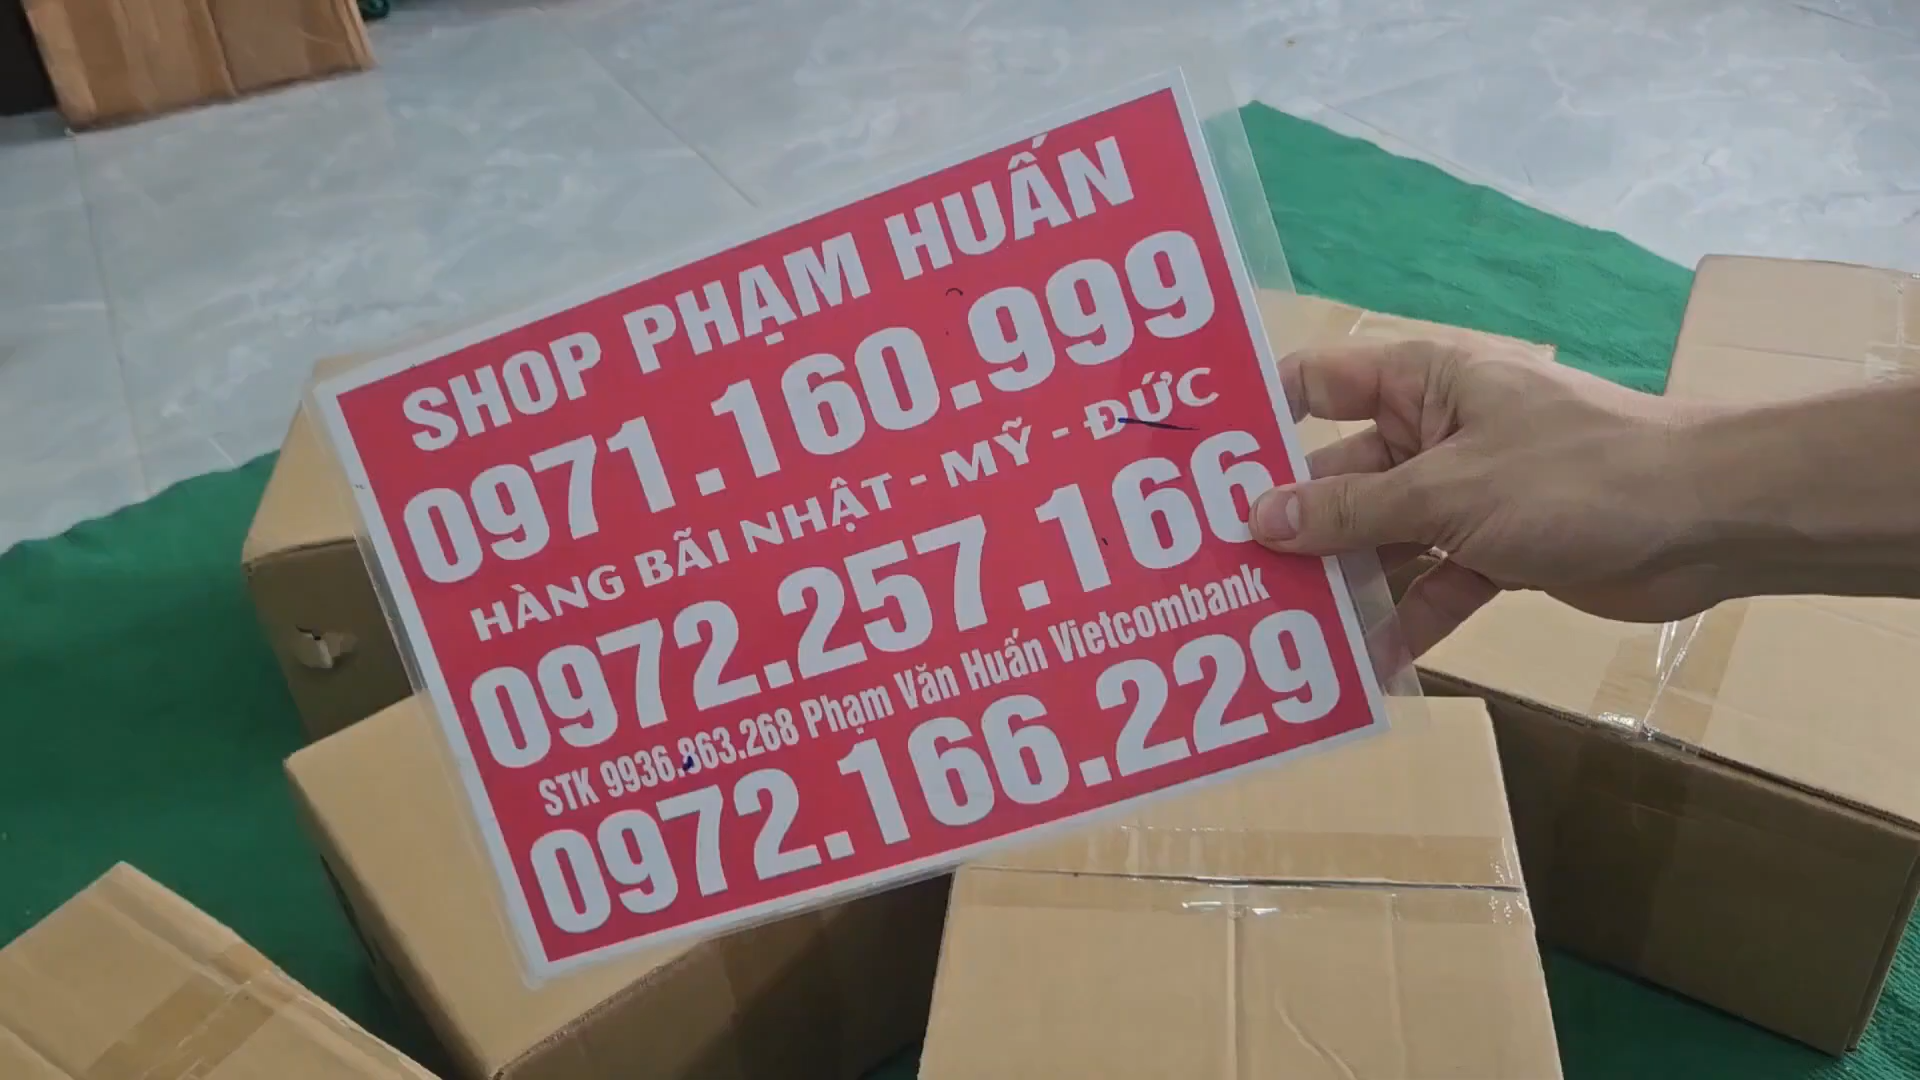 SHOP PHẠM HUẤN
0971.160.999
HÀNG BÃI NHẬT - MỸ - ĐỨC
0972.257.166
STK 9936.863.268 Phạm Văn Huấn Vietcombank
0972.166.229